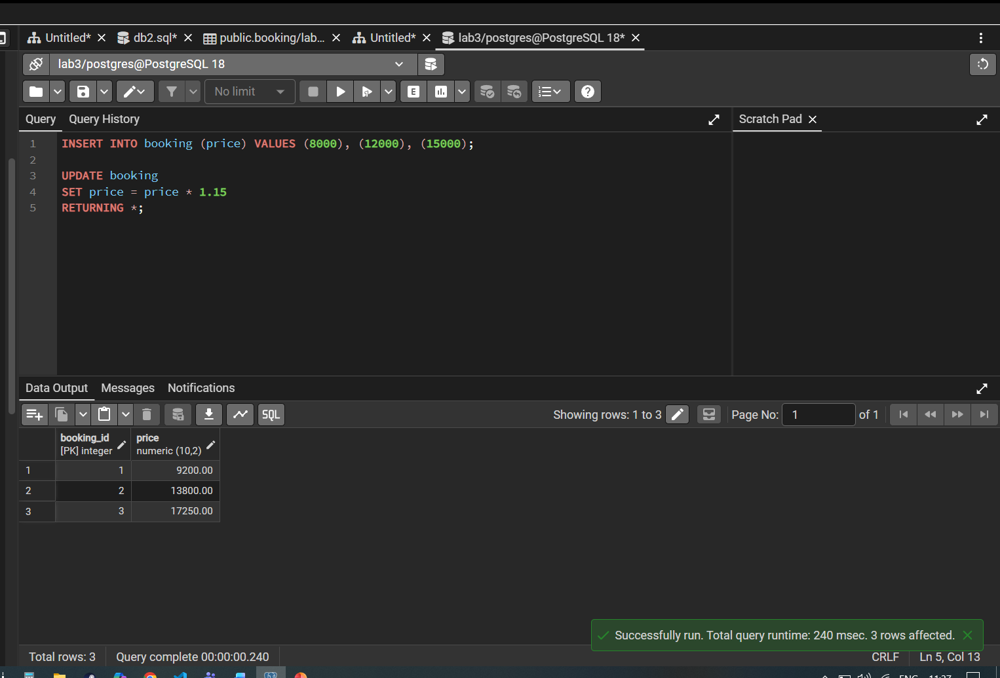 Untitled* db2.sql* public.booking/lab... Untitled* lab3/postgres@PostgreSQL 18*
lab3/postgres@PostgreSQL 18
No limit E
Query Query History
Scratch Pad
1 INSERT INTO booking (price) VALUES (8000), (12000), (15000);
2
3 UPDATE booking
4 SET price = price * 1.15
5 RETURNING *;
Data Output Messages Notifications
SQL
Showing rows: 1 to 3
Page No: 1 of 1
booking_id price
[PK] integer numeric (10,2)
1 1 9200.00
2 2 13800.00
3 3 17250.00
Successfully run. Total query runtime: 240 msec. 3 rows affected.
Total rows: 3 Query complete 00:00:00.240
CRLF Ln 5, Col 13
ENG 11:27